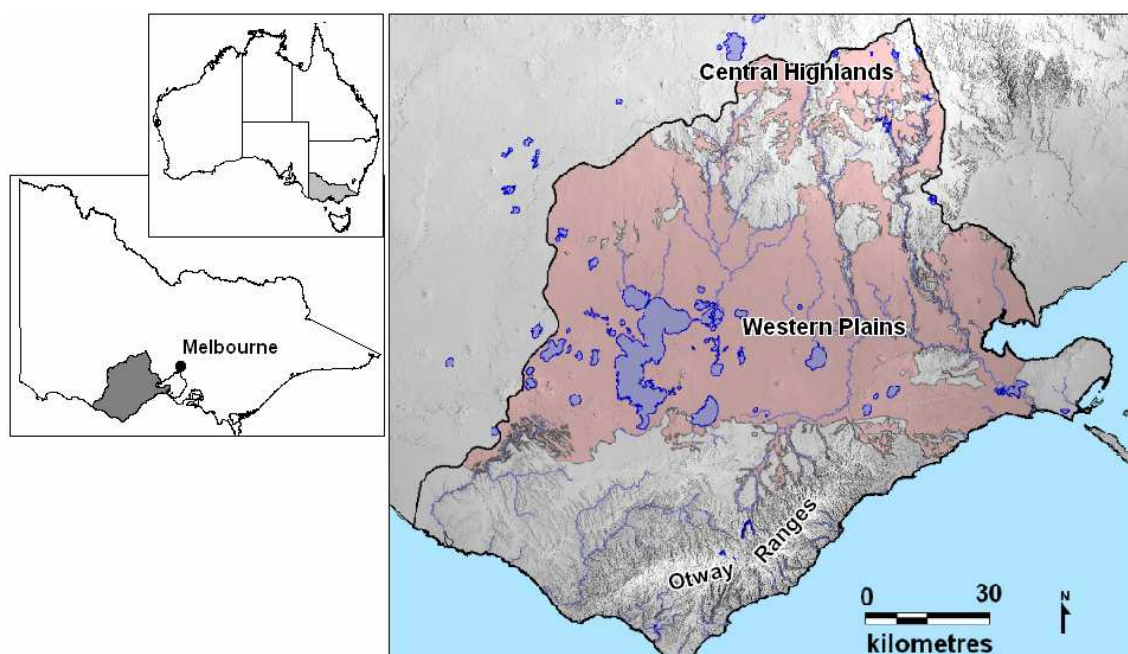 Melbourne
Central Highlands
Western Plains
Otway Ranges
0 30
kilometres
N